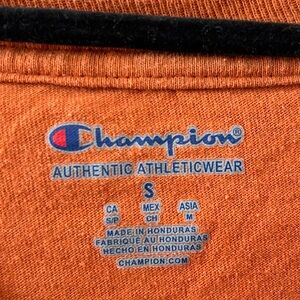 Champion®
AUTHENTIC ATHLETICWEAR
S
CA MEX ASIA
S/P CH M
MADE IN HONDURAS
FABRIQUÉ AU HONDURAS
HECHO EN HONDURAS
CHAMPION.COM